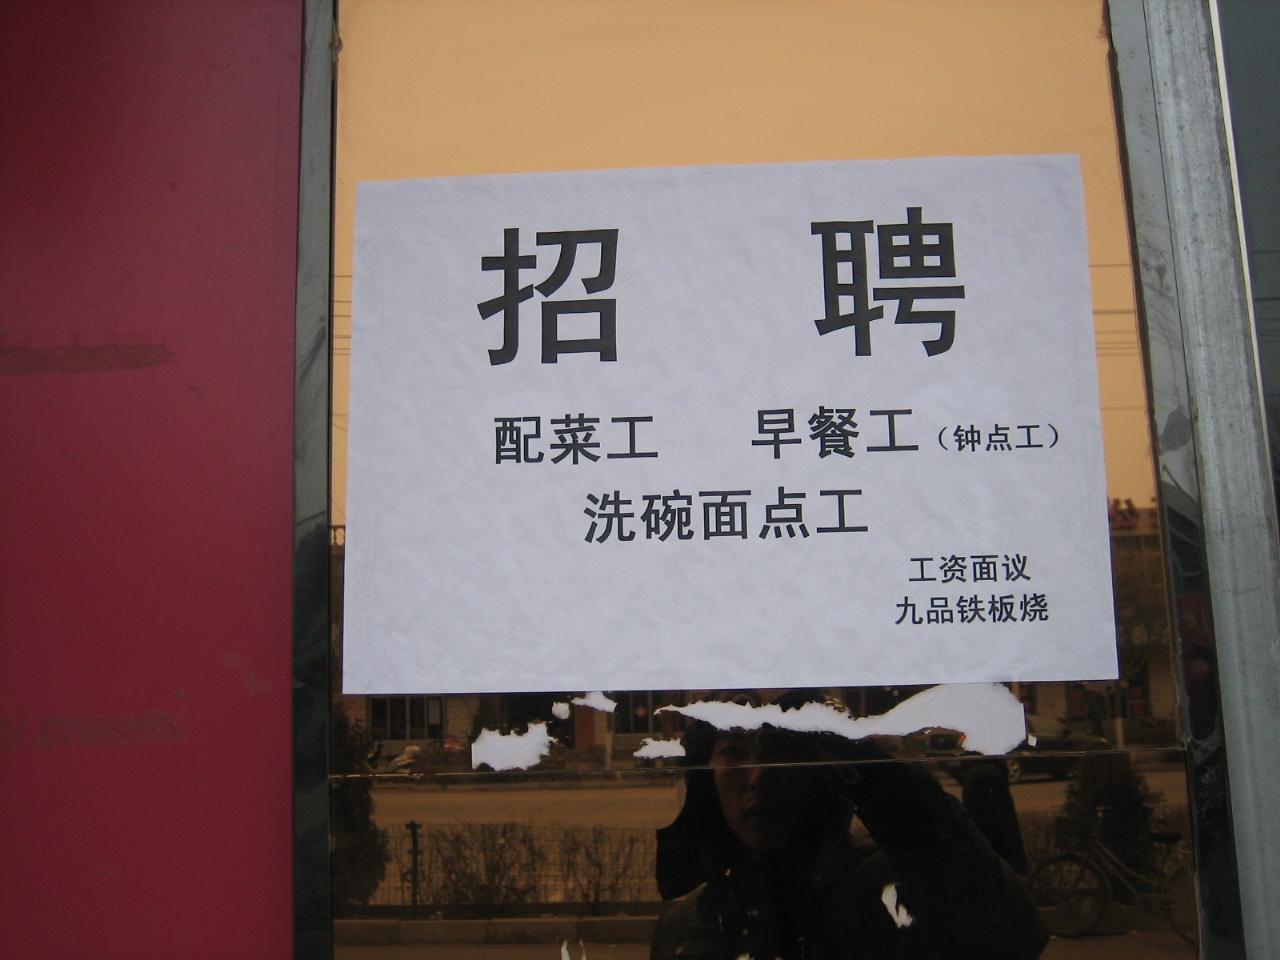 招 聘
配菜工 早餐工（钟点工）
洗碗面点工
工资面议
九品铁板烧